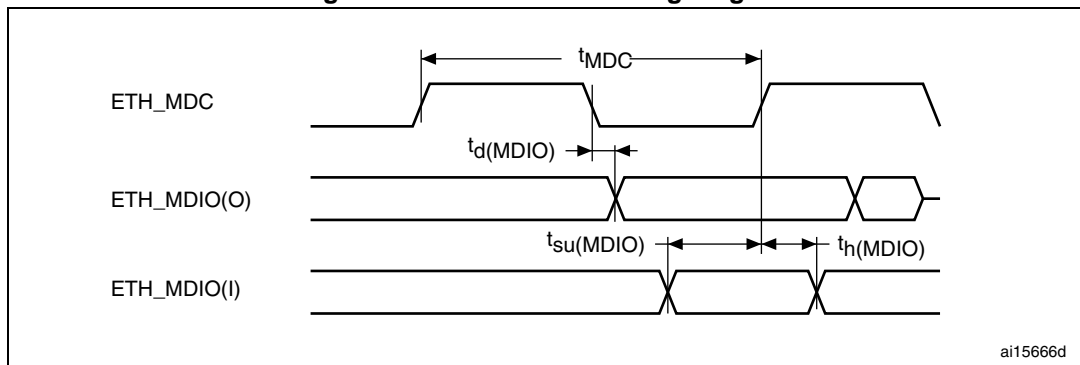 tMDC
ETH_MDC
td(MDIO)
ETH_MDIO(O)
tsu(MDIO)
th(MDIO)
ETH_MDIO(I)
ai15666d